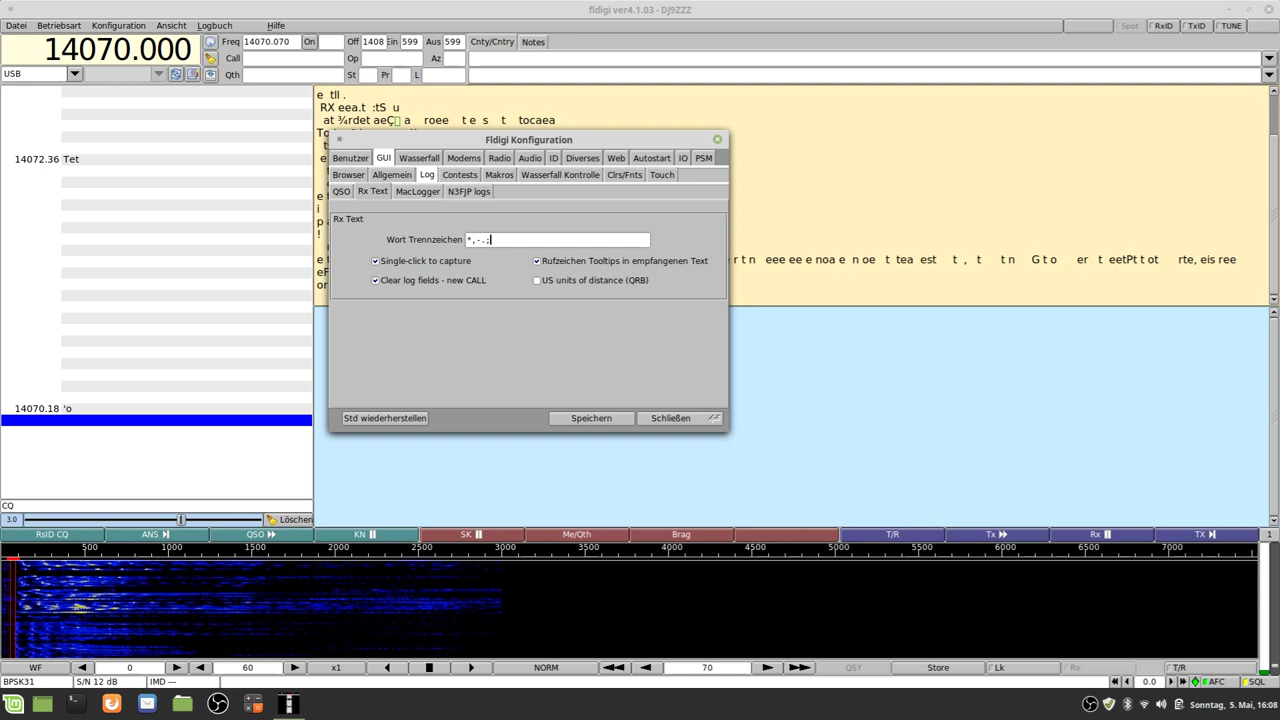 fldigi ver4.1.03 - DJ9ZZZ
Datei Betriebsart Konfiguration Ansicht Logbuch Hilfe
Spot RxID TxID TUNE
14070.000
Freq 14070.070 On Off 1408 Ein 599 Aus 599 Cnty/Cntry Notes
Call Op Az
USB
Qth St Pr L
e tll .
RX eea.t :tS u
at ¾rdet aeÇ a roee t e s t tocaea
14072.36 Tet
14070.18 'o
Fldigi Konfiguration
Benutzer GUI Wasserfall Modems Radio Audio ID Diverses Web Autostart IO PSM
Browser Allgemein Log Contests Makros Wasserfall Kontrolle Clrs/Fnts Touch
QSO Rx Text MacLogger N3FJP logs
Rx Text
Wort Trennzeichen *,-.;
Single-click to capture Rufzeichen Tooltips in empfangenen Text
Clear log fields - new CALL US units of distance (QRB)
Std wiederherstellen Speichern Schließen
r t n eee ee e noa e n oe t tea est t , t t n G t o er t eetPt t ot rte, eis ree
CQ
3.0 Löschen
RsID CQ ANS QSO KN SK Me/Qth Brag T/R Tx Rx TX 1
500 1000 1500 2000 2500 3000 3500 4000 4500 5000 5500 6000 6500 7000
WF 0 60 x1 NORM 70 QSY Store Lk Rv T/R
BPSK31 S/N 12 dB IMD --- 0.0 AFC SQL
Sonntag, 5. Mai, 16:08